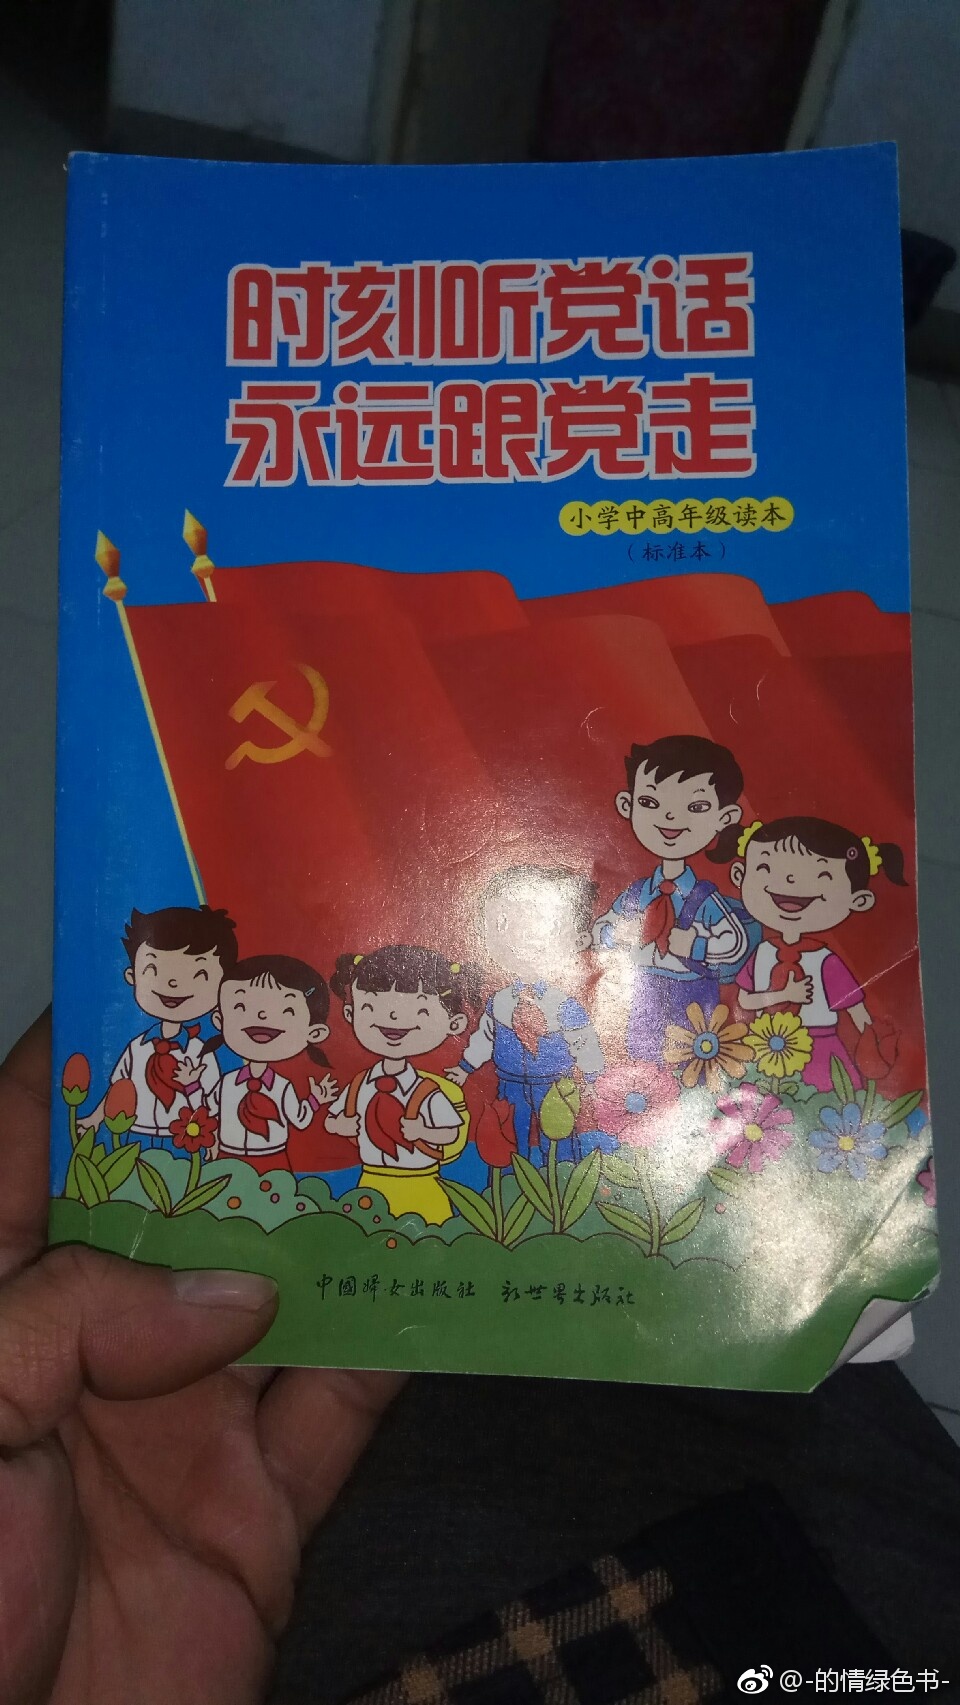 时刻听党话
永远跟党走
小学中高年级读本
（标准本）
中国妇女出版社 新世界出版社
@-的情绿色书-